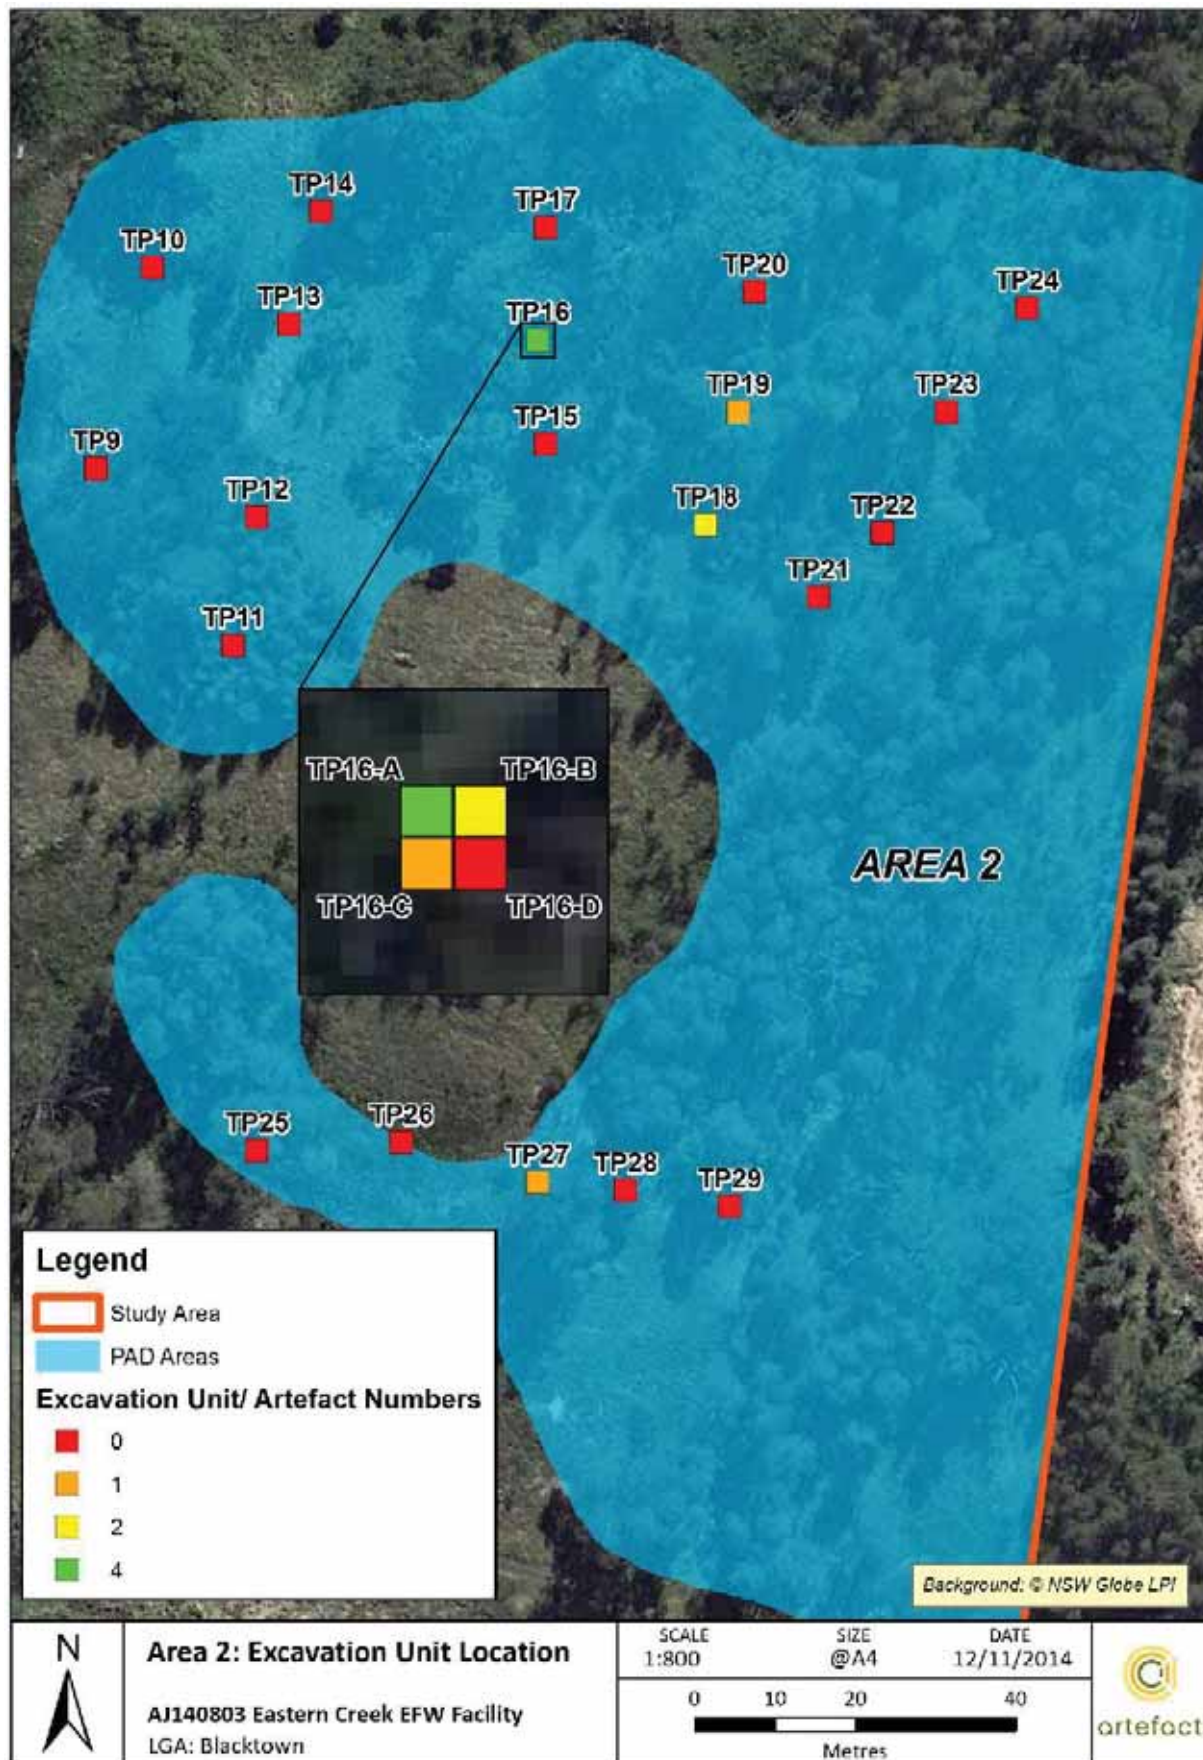 TP14
TP17
TP10
TP20
TP24
TP13
TP16
TP19
TP23
TP15
TP9
TP12
TP18
TP22
TP21
TP11
TP16-A
TP16-B
AREA 2
TP16-C
TP16-D
TP25
TP26
TP27
TP28
TP29
Legend
Study Area
PAD Areas
Excavation Unit/ Artefact Numbers
0
1
2
4
Background: © NSW Globe LPI
N
Area 2: Excavation Unit Location
AJ140803 Eastern Creek EFW Facility
LGA: Blacktown
SCALE
1:800
SIZE
@A4
DATE
12/11/2014
0 10 20 40
Metres
artefact